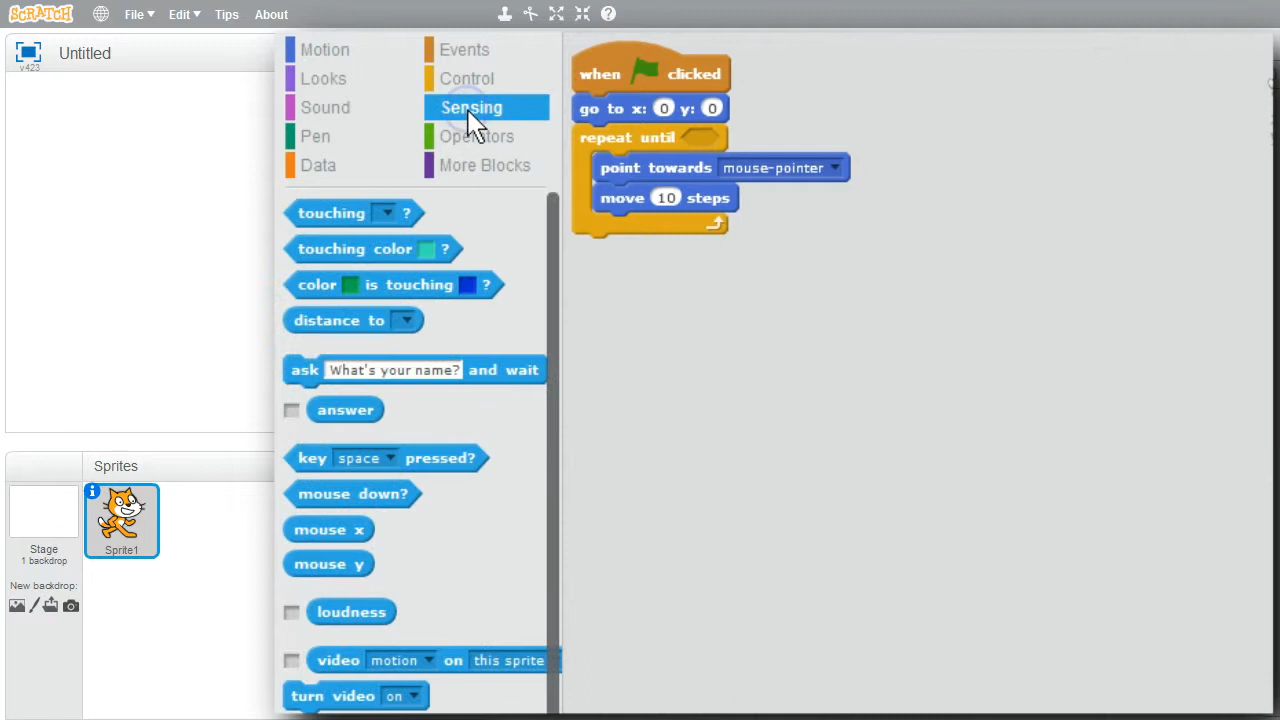 SCRATCH File Edit Tips About
Untitled
v423
Motion Events
Looks Control
Sound Sensing
Pen Operators
Data More Blocks
touching ?
touching color ?
color is touching ?
distance to
ask What's your name? and wait
answer
key space pressed?
mouse down?
mouse x
mouse y
loudness
video motion on this sprite
turn video on
when clicked
go to x: 0 y: 0
repeat until
point towards mouse-pointer
move 10 steps
Sprites
Sprite1
Stage
1 backdrop
New backdrop: